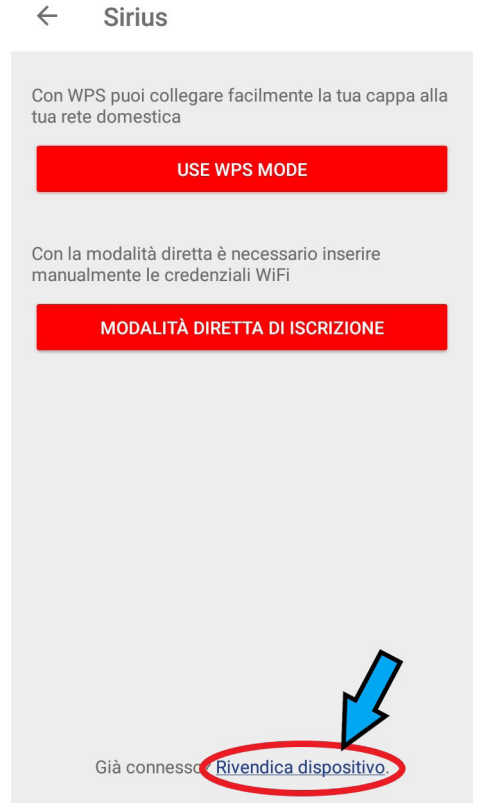 Sirius
Con WPS puoi collegare facilmente la tua cappa alla
tua rete domestica
USE WPS MODE
Con la modalità diretta è necessario inserire
manualmente le credenziali WiFi
MODALITÀ DIRETTA DI ISCRIZIONE
Già connesso? Rivendica dispositivo.